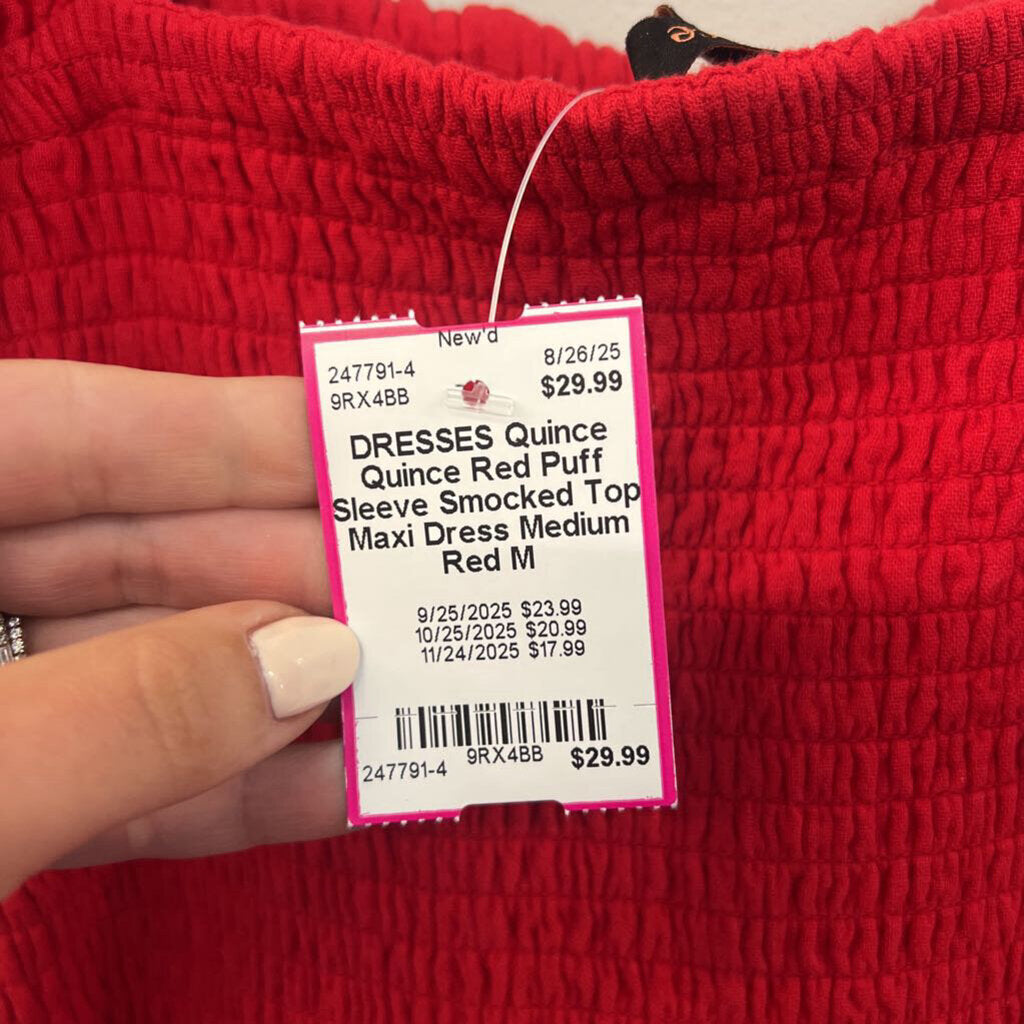 New'd
247791-4 8/26/25
9RX4BB $29.99
DRESSES Quince
Quince Red Puff
Sleeve Smocked Top
Maxi Dress Medium
Red M
9/25/2025 $23.99
10/25/2025 $20.99
11/24/2025 $17.99
247791-4 9RX4BB $29.99